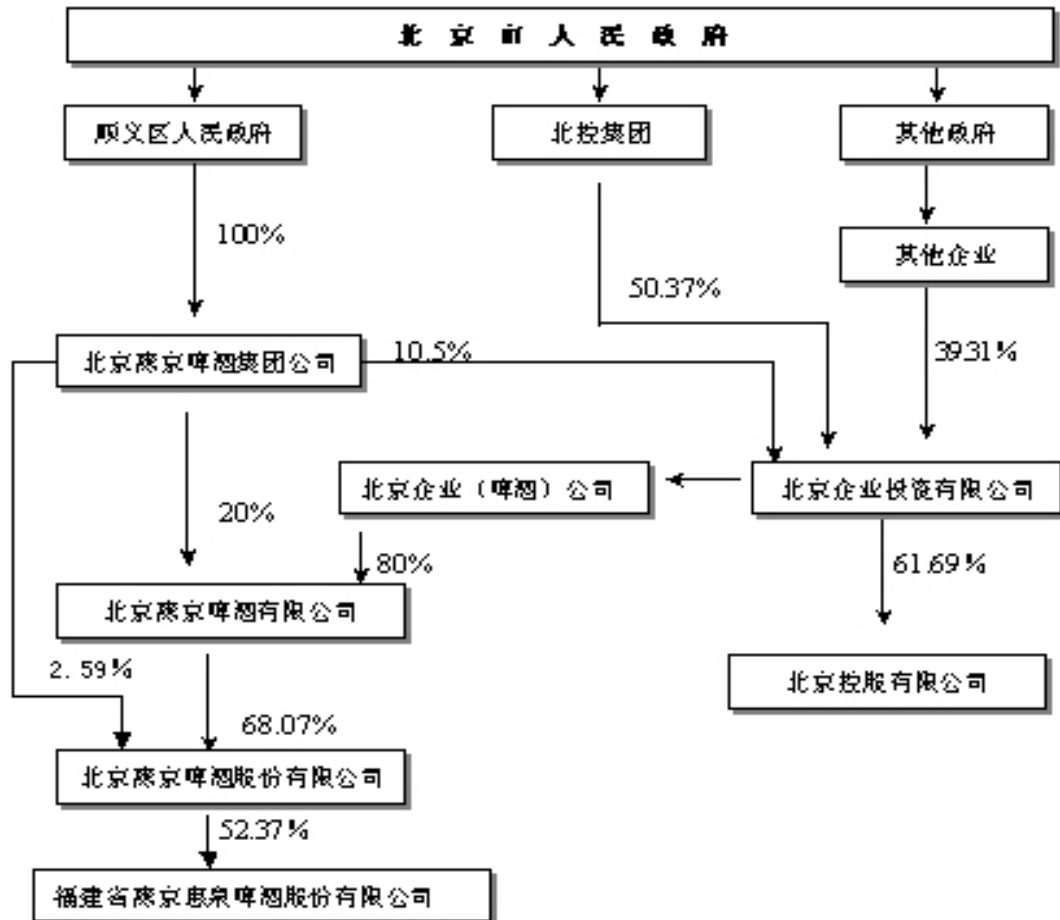 北京市人民政府
顺义区人民政府
北控集团
其他政府
100%
其他企业
50.37%
北京燕京啤酒集团公司
10.5%
39.31%
北京企业（啤酒）公司
北京企业投资有限公司
20%
80%
61.69%
北京燕京啤酒有限公司
2.59%
北京控股有限公司
68.07%
北京燕京啤酒股份有限公司
52.37%
福建省燕京惠泉啤酒股份有限公司